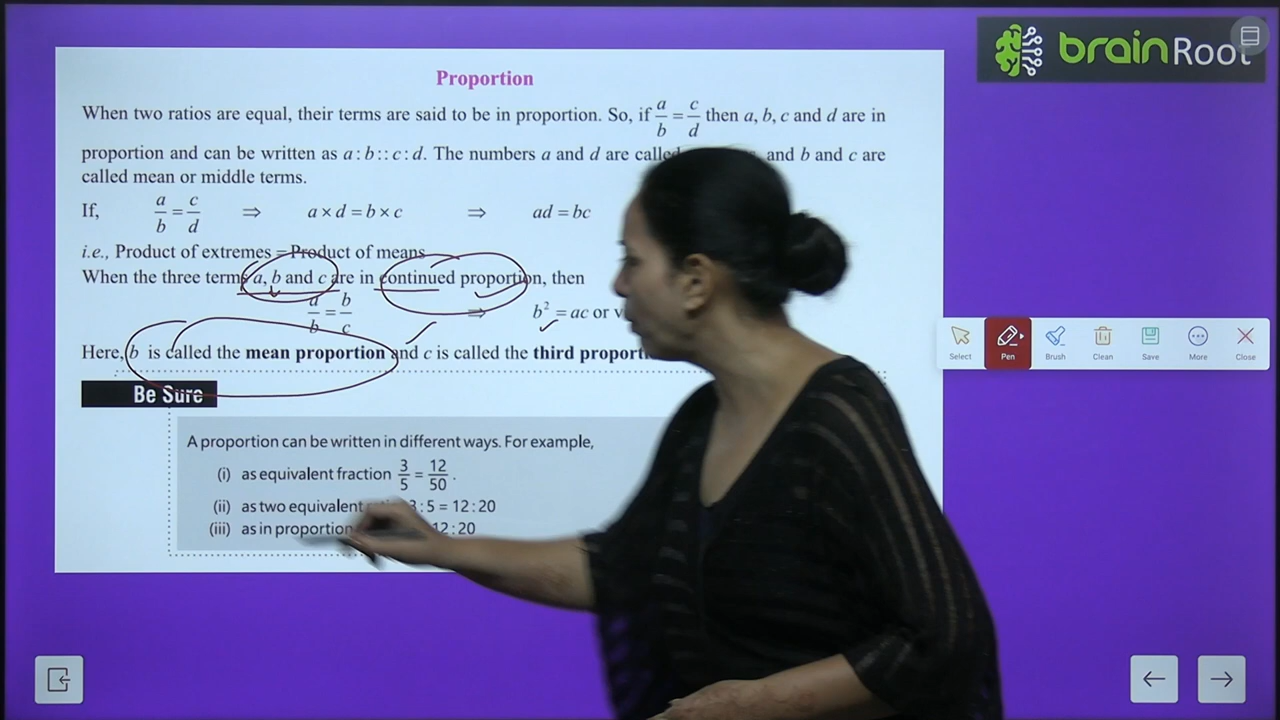 brainRoot
Proportion
When two ratios are equal, their terms are said to be in proportion. So, if a/b = c/d then a, b, c and d are in
proportion and can be written as a : b :: c : d. The numbers a and d are called and b and c are
called mean or middle terms.
If, a/b = c/d ⇒ a × d = b × c ⇒ ad = bc
i.e., Product of extremes = Product of means
When the three terms a, b and c are in continued proportion, then
a/b = b/c ⇒ b² = ac or
Here, b is called the mean proportion and c is called the third
Be Sure
A proportion can be written in different ways. For example,
(i) as equivalent fraction 3/5 = 12/50 .
(ii) as two equivalent 3 : 5 = 12 : 20
(iii) as in proportion 12 : 20
Select
Pen
Brush
Clean
Save
More
Close